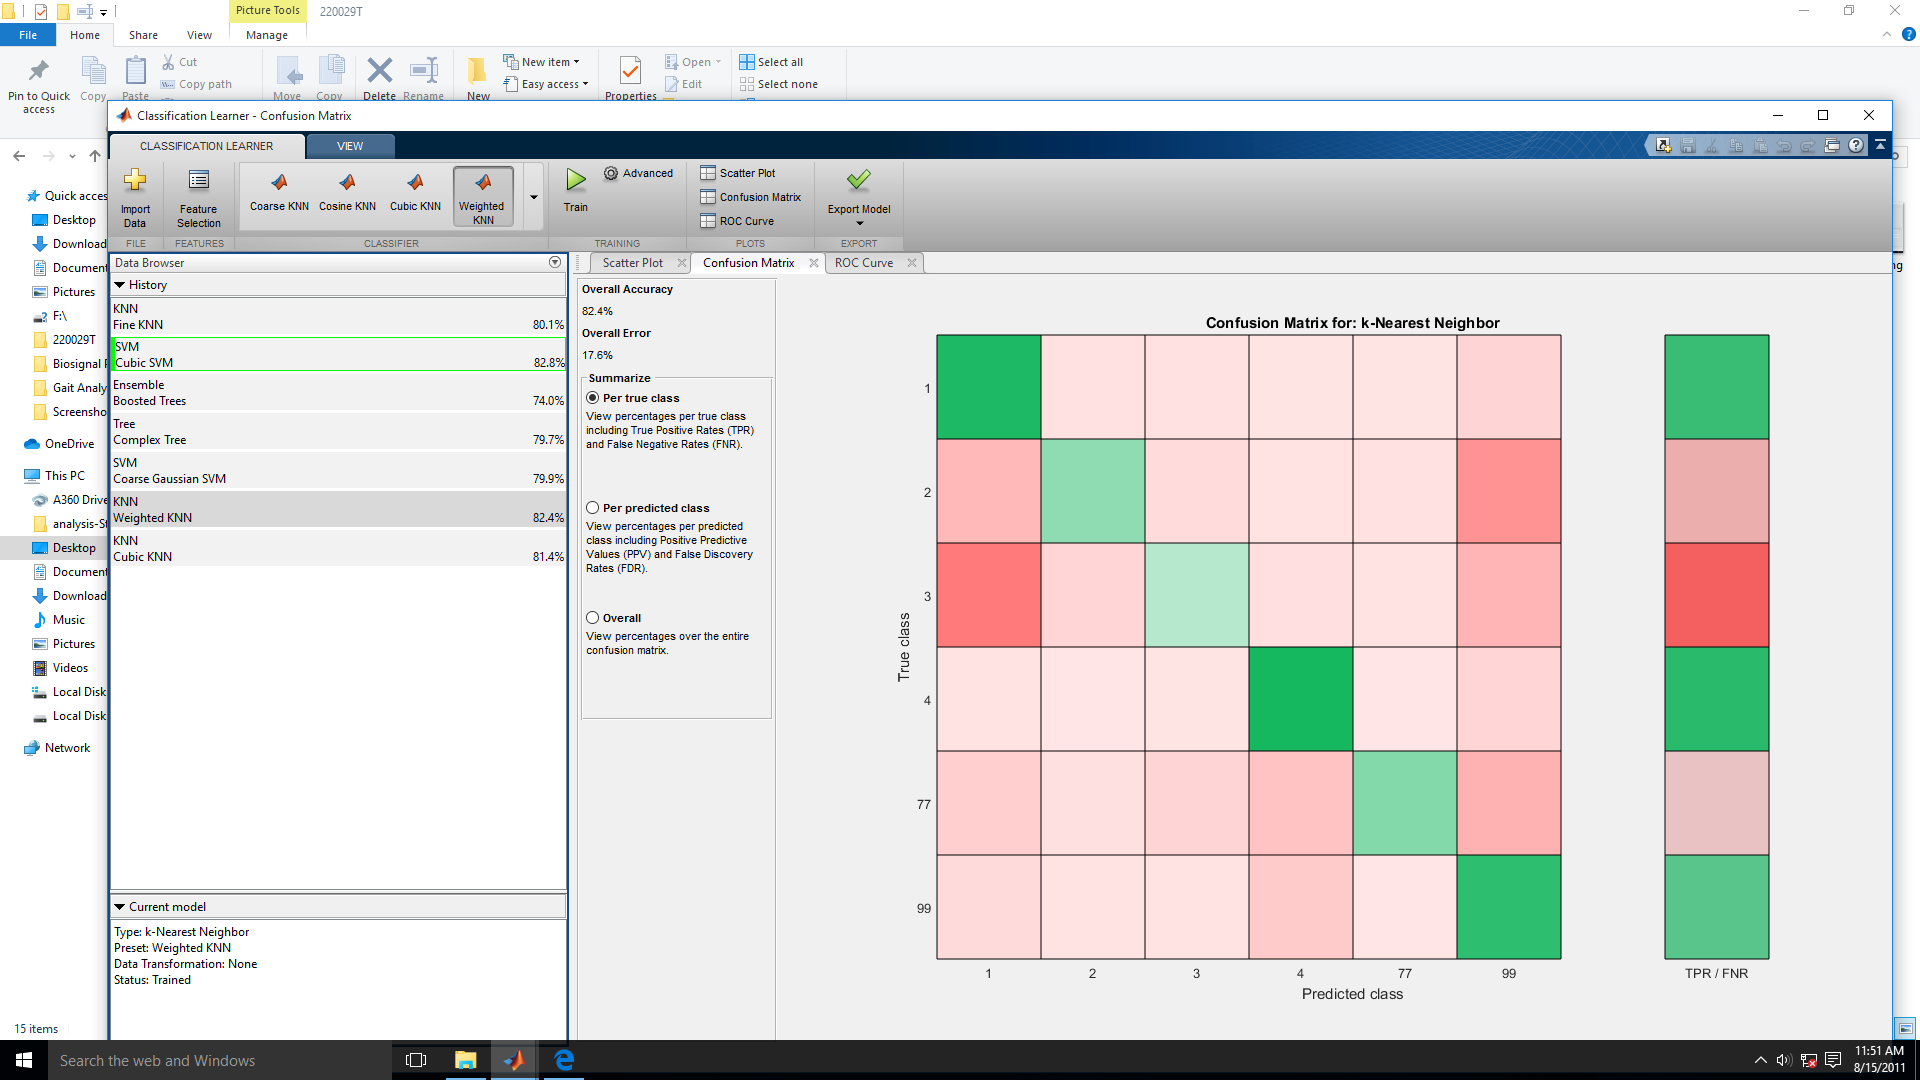 Picture Tools
220029T
File
Home
Share
View
Manage
Pin to Quick access
Copy
Paste
Cut
Copy path
Move
Copy
Delete
Rename
New
New item
Easy access
Properties
Open
Edit
Select all
Select none
Classification Learner - Confusion Matrix
CLASSIFICATION LEARNER
VIEW
Import Data
Feature Selection
Coarse KNN
Cosine KNN
Cubic KNN
Weighted KNN
Train
Advanced
Scatter Plot
Confusion Matrix
ROC Curve
Export Model
FILE
FEATURES
CLASSIFIER
TRAINING
PLOTS
EXPORT
Quick acces
Desktop
Download
Document
Pictures
F:\
220029T
Biosignal
Gait Analy
Screensho
OneDrive
This PC
A360 Drive
analysis-St
Desktop
Document
Download
Music
Pictures
Videos
Local Disk
Local Disk
Network
15 items
Data Browser
History
KNN
Fine KNN 80.1%
SVM
Cubic SVM 82.8%
Ensemble
Boosted Trees 74.0%
Tree
Complex Tree 79.7%
SVM
Coarse Gaussian SVM 79.9%
KNN
Weighted KNN 82.4%
KNN
Cubic KNN 81.4%
Current model
Type: k-Nearest Neighbor
Preset: Weighted KNN
Data Transformation: None
Status: Trained
Scatter Plot
Confusion Matrix
ROC Curve
Overall Accuracy
82.4%
Overall Error
17.6%
Summarize
Per true class
View percentages per true class
including True Positive Rates (TPR)
and False Negative Rates (FNR).
Per predicted class
View percentages per predicted
class including Positive Predictive
Values (PPV) and False Discovery
Rates (FDR).
Overall
View percentages over the entire
confusion matrix.
Confusion Matrix for: k-Nearest Neighbor
True class
1
2
3
4
77
99
1 2 3 4 77 99
Predicted class
TPR / FNR
ng
Search the web and Windows
11:51 AM
8/15/2011